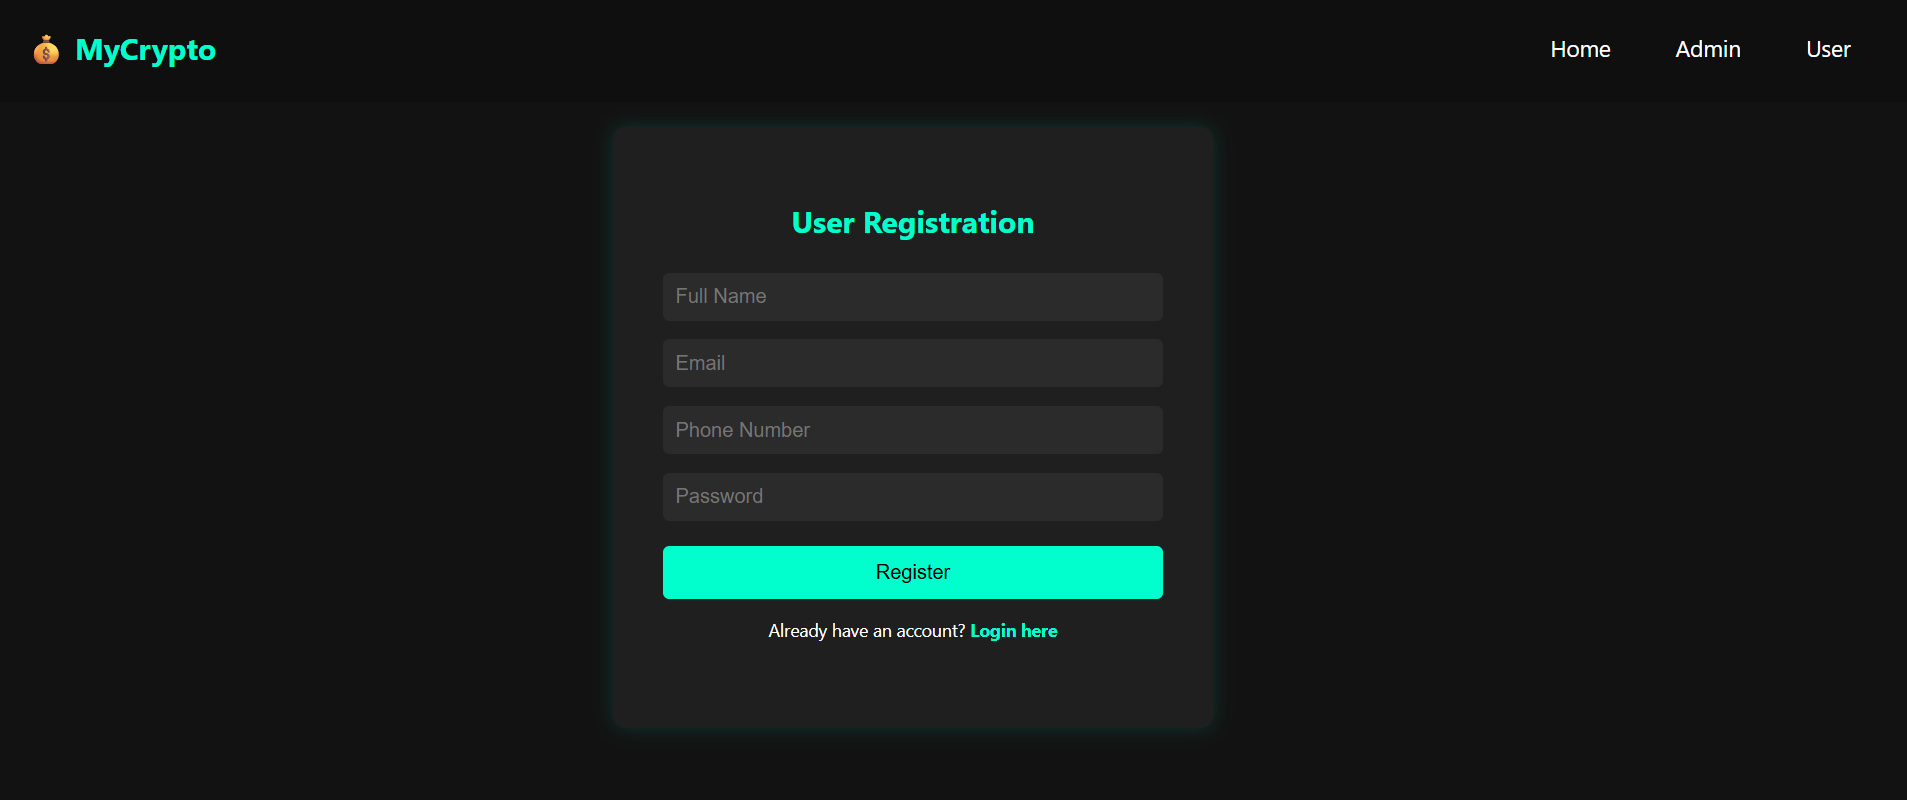 MyCrypto
Home Admin User
User Registration
Full Name
Email
Phone Number
Password
Register
Already have an account? Login here